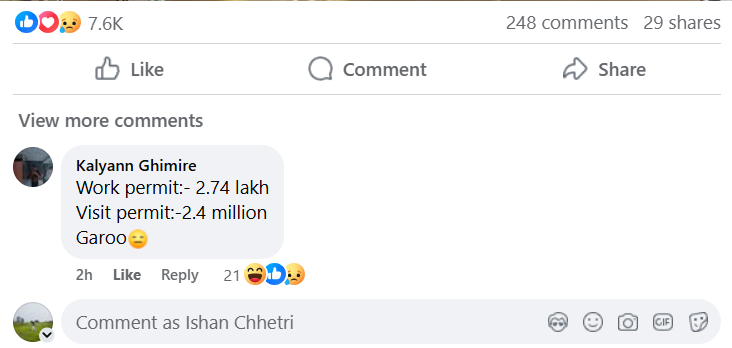 7.6K 248 comments 29 shares
Like Comment Share
View more comments
Kalyann Ghimire
Work permit:- 2.74 lakh
Visit permit:-2.4 million
Garoo😑
2h Like Reply 21
Comment as Ishan Chhetri GIF